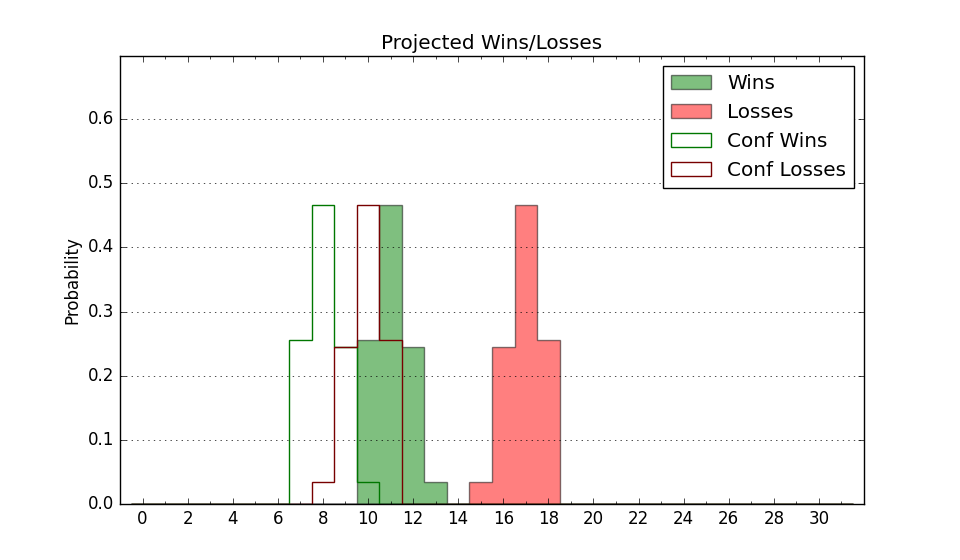 Projected Wins/Losses
Wins
Losses
Conf Wins
Conf Losses
Probability
0.6
0.5
0.4
0.3
0.2
0.1
0.0
0 2 4 6 8 10 12 14 16 18 20 22 24 26 28 30